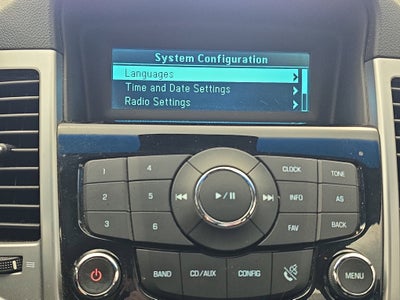 System Configuration
Languages
Time and Date Settings
Radio Settings
1 4 CLOCK TONE
2 5 INFO AS
3 6 FAV BACK
BAND CD/AUX CONFIG MENU